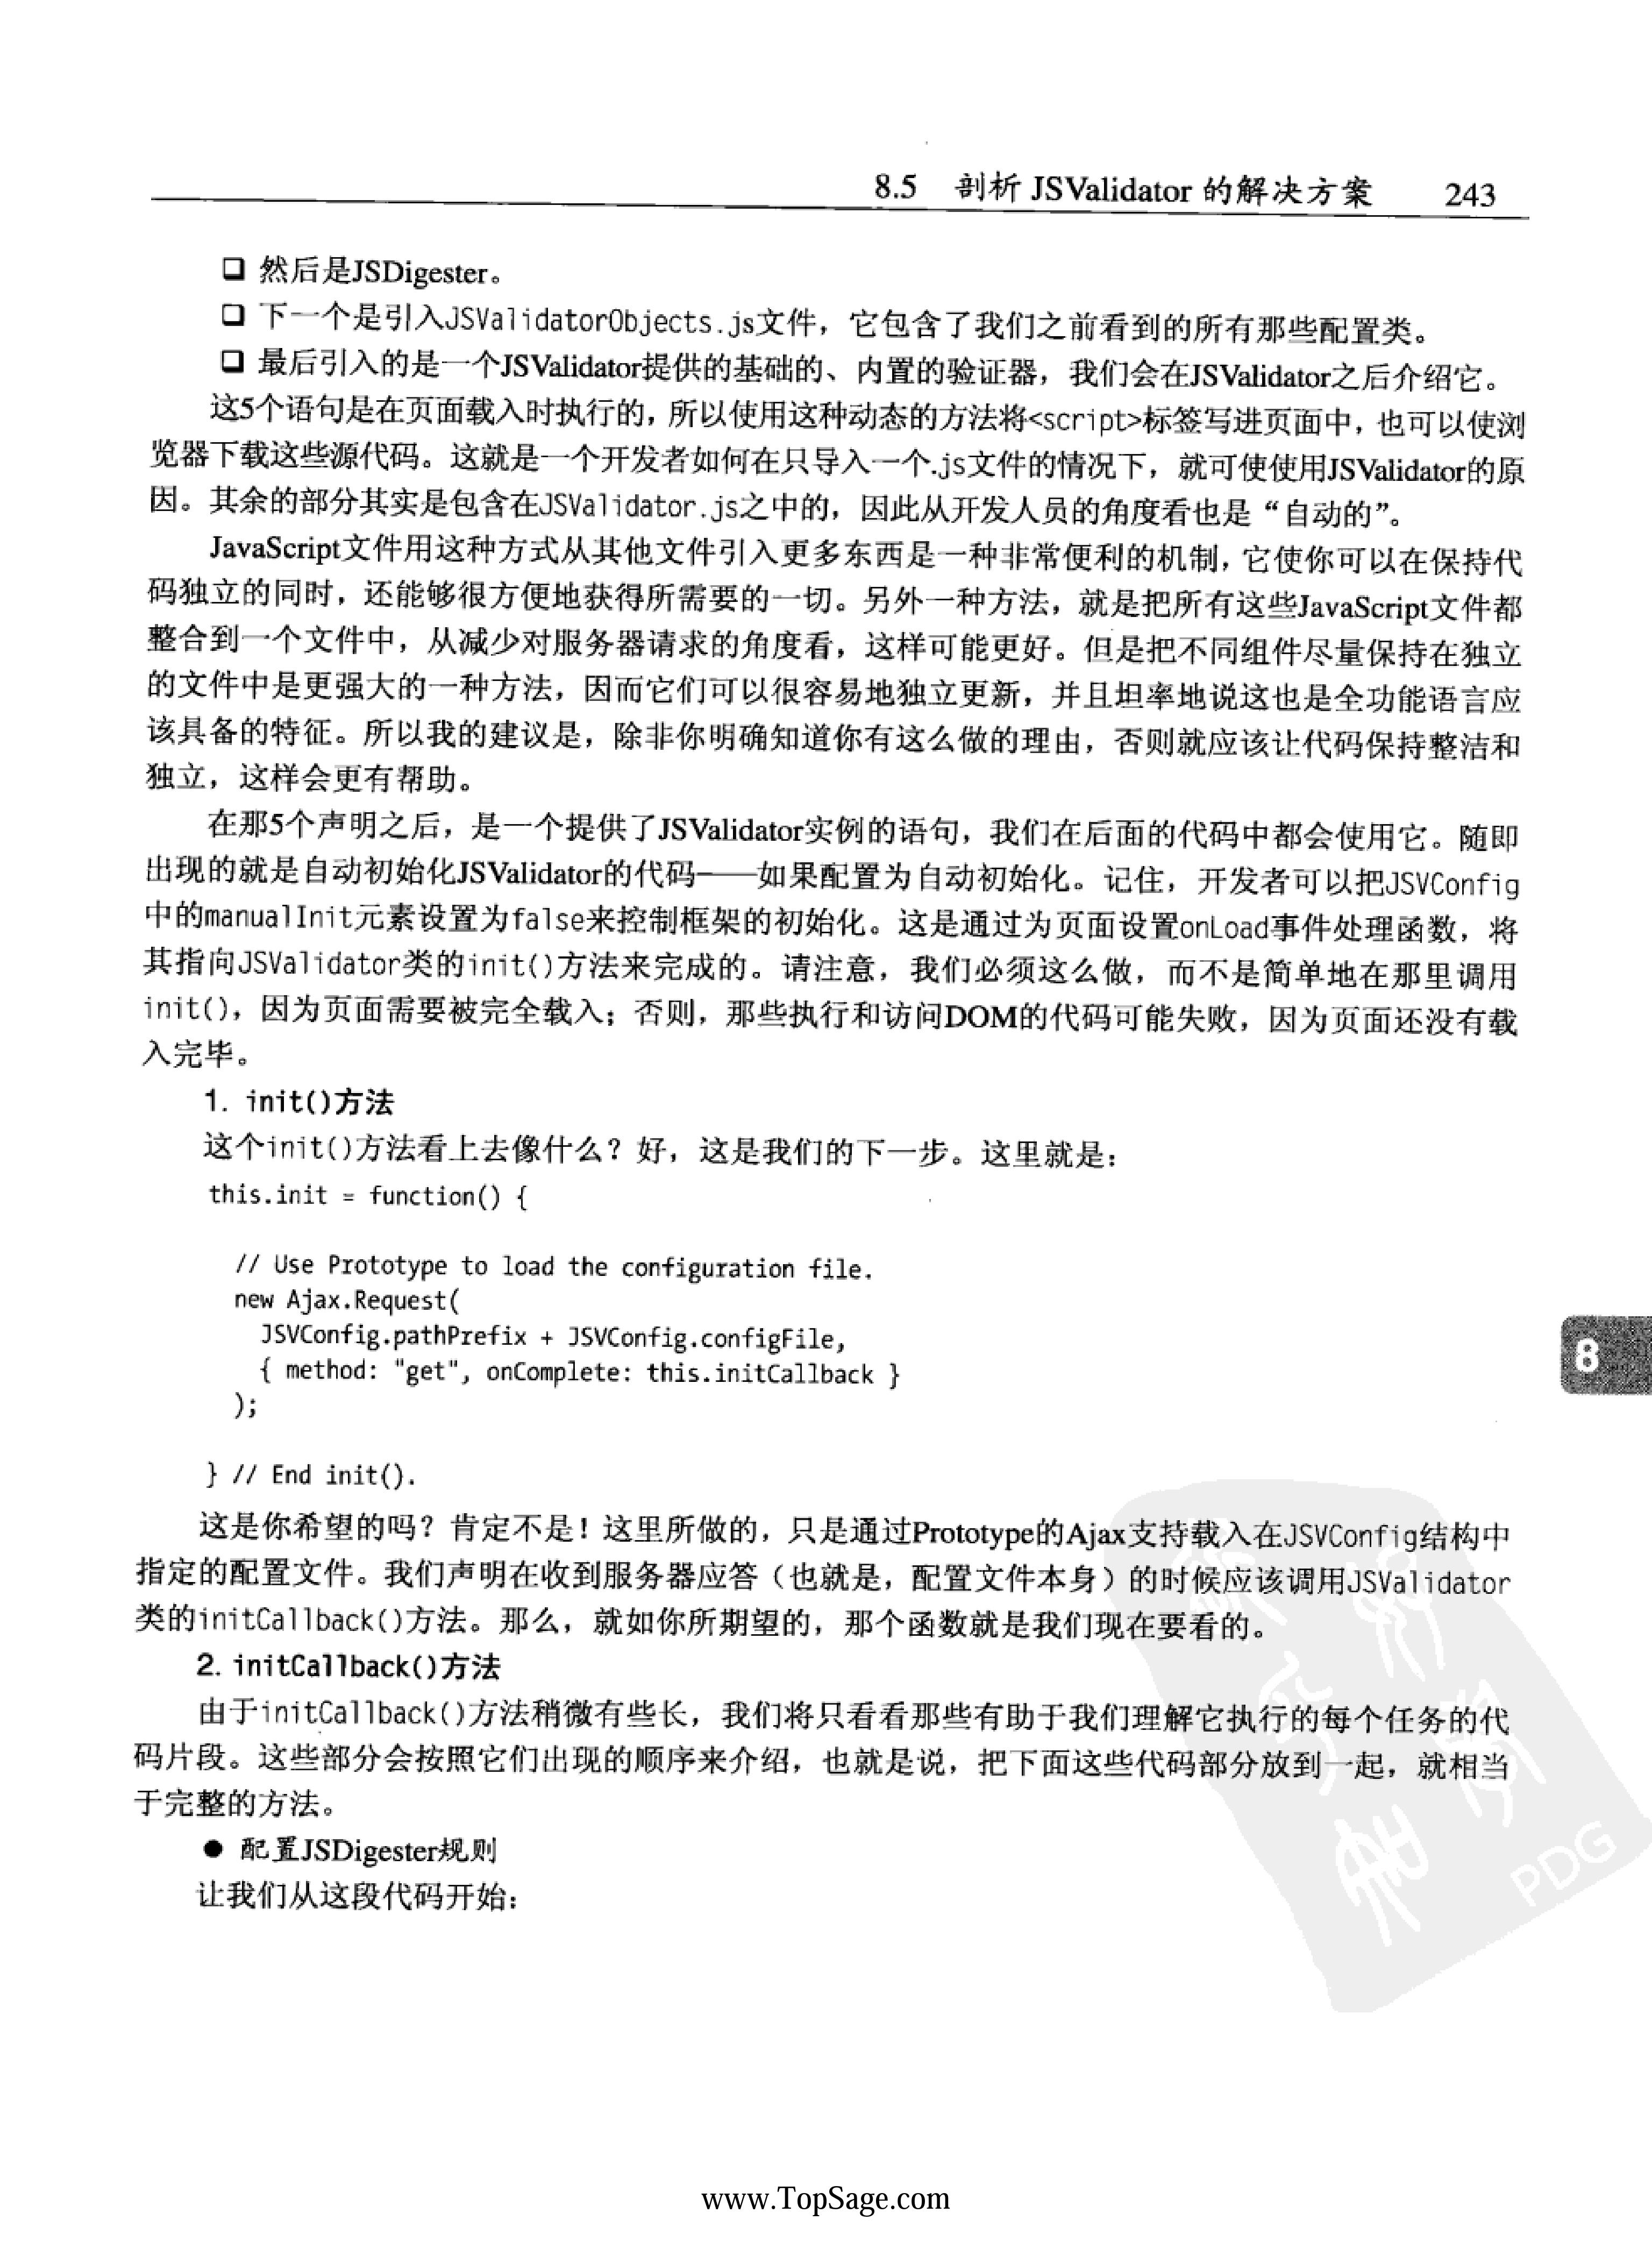 8.5 剖析 JSValidator 的解决方案 243
❑ 然后是JSDigester。
❑ 下一个是引入JSValidatorObjects.js文件，它包含了我们之前看到的所有那些配置类。
❑ 最后引入的是一个JSValidator提供的基础的、内置的验证器，我们会在JSValidator之后介绍它。
这5个语句是在页面载入时执行的，所以使用这种动态的方法将<script>标签写进页面中，也可以使浏
览器下载这些源代码。这就是一个开发者如何在只导入一个.js文件的情况下，就可使使用JSValidator的原
因。其余的部分其实是包含在JSValidator.js之中的，因此从开发人员的角度看也是“自动的”。
JavaScript文件用这种方式从其他文件引入更多东西是一种非常便利的机制，它使你可以在保持代
码独立的同时，还能够很方便地获得所需要的一切。另外一种方法，就是把所有这些JavaScript文件都
整合到一个文件中，从减少对服务器请求的角度看，这样可能更好。但是把不同组件尽量保持在独立
的文件中是更强大的一种方法，因而它们可以很容易地独立更新，并且坦率地说这也是全功能语言应
该具备的特征。所以我的建议是，除非你明确知道你有这么做的理由，否则就应该让代码保持整洁和
独立，这样会更有帮助。
在那5个声明之后，是一个提供了JSValidator实例的语句，我们在后面的代码中都会使用它。随即
出现的就是自动初始化JSValidator的代码——如果配置为自动初始化。记住，开发者可以把JSVConfig
中的manualInit元素设置为false来控制框架的初始化。这是通过为页面设置onLoad事件处理函数，将
其指向JSValidator类的init()方法来完成的。请注意，我们必须这么做，而不是简单地在那里调用
init()，因为页面需要被完全载入；否则，那些执行和访问DOM的代码可能失败，因为页面还没有载
入完毕。
1. init()方法
这个init()方法看上去像什么？好，这是我们的下一步。这里就是：
this.init = function() {
// Use Prototype to load the configuration file.
new Ajax.Request(
JSVConfig.pathPrefix + JSVConfig.configFile,
{ method: "get", onComplete: this.initCallback }
);
} // End init().
这是你希望的吗？肯定不是！这里所做的，只是通过Prototype的Ajax支持载入在JSVConfig结构中
指定的配置文件。我们声明在收到服务器应答（也就是，配置文件本身）的时候应该调用JSValidator
类的initCallback()方法。那么，就如你所期望的，那个函数就是我们现在要看的。
2. initCallback()方法
由于initCallback()方法稍微有些长，我们将只看看那些有助于我们理解它执行的每个任务的代
码片段。这些部分会按照它们出现的顺序来介绍，也就是说，把下面这些代码部分放到一起，就相当
于完整的方法。
● 配置JSDigester规则
让我们从这段代码开始：
8
PDG
www.TopSage.com